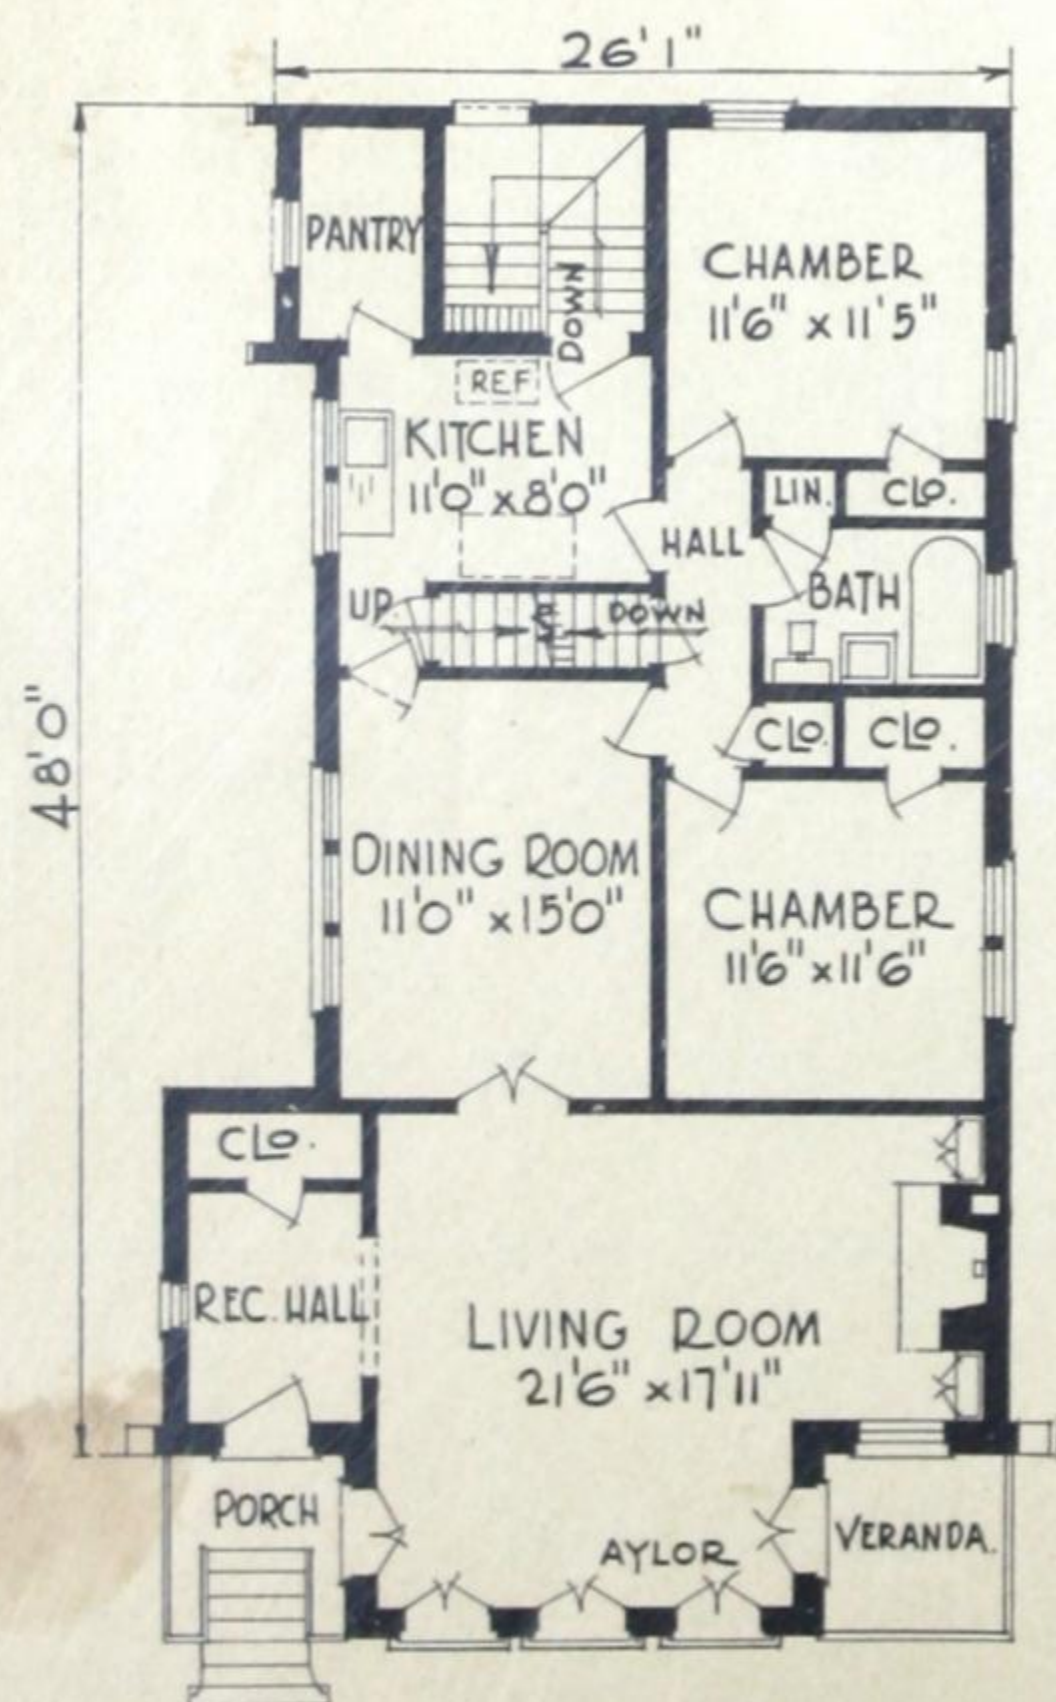 26'1"
PANTRY
DOWN
CHAMBER
11'6" x 11'5"
REF
KITCHEN
11'0" x 8'0"
LIN.
CLO.
HALL
BATH
UP
DOWN
48'0"
CLO.
CLO.
DINING ROOM
11'0" x 15'0"
CHAMBER
11'6" x 11'6"
CLO.
REC. HALL
LIVING ROOM
21'6" x 17'11"
PORCH
AYLOR
VERANDA.